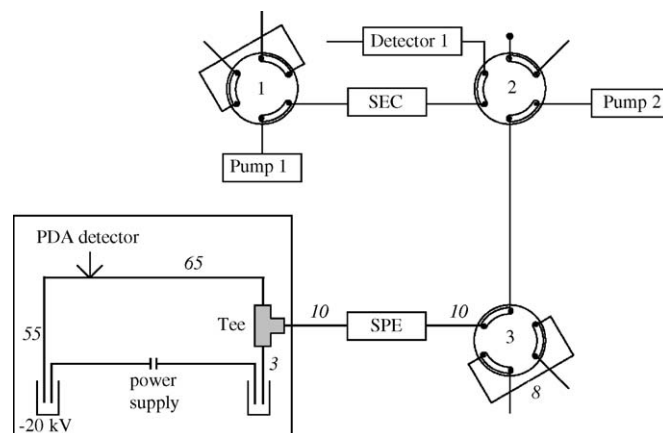 Detector 1
1
2
SEC
Pump 2
Pump 1
PDA detector
65
10
10
SPE
Tee
3
55
3
power
supply
8
-20 kV